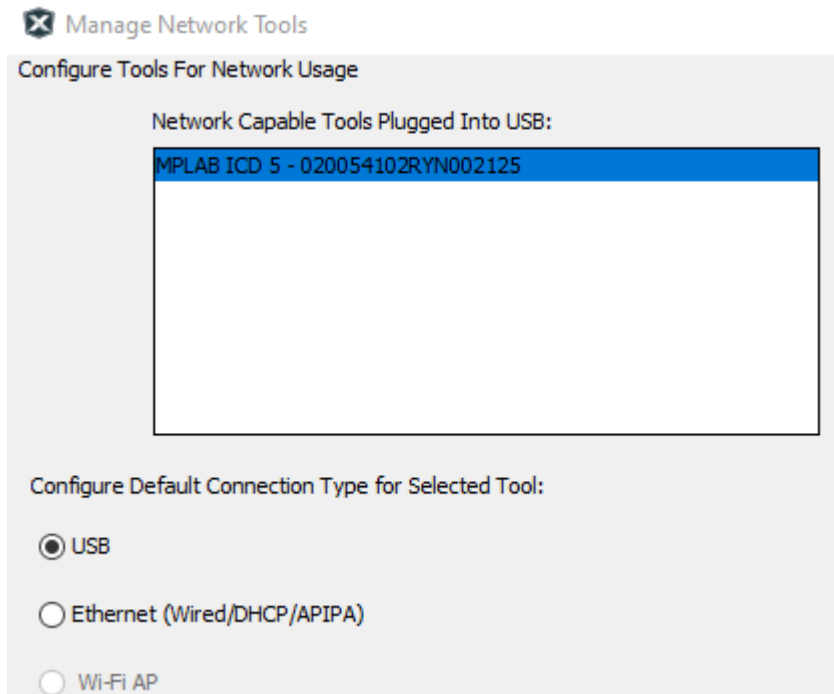 Manage Network Tools
Configure Tools For Network Usage
Network Capable Tools Plugged Into USB:
MPLAB ICD 5 - 020054102RYN002125
Configure Default Connection Type for Selected Tool:
USB
Ethernet (Wired/DHCP/APIPA)
Wi-Fi AP